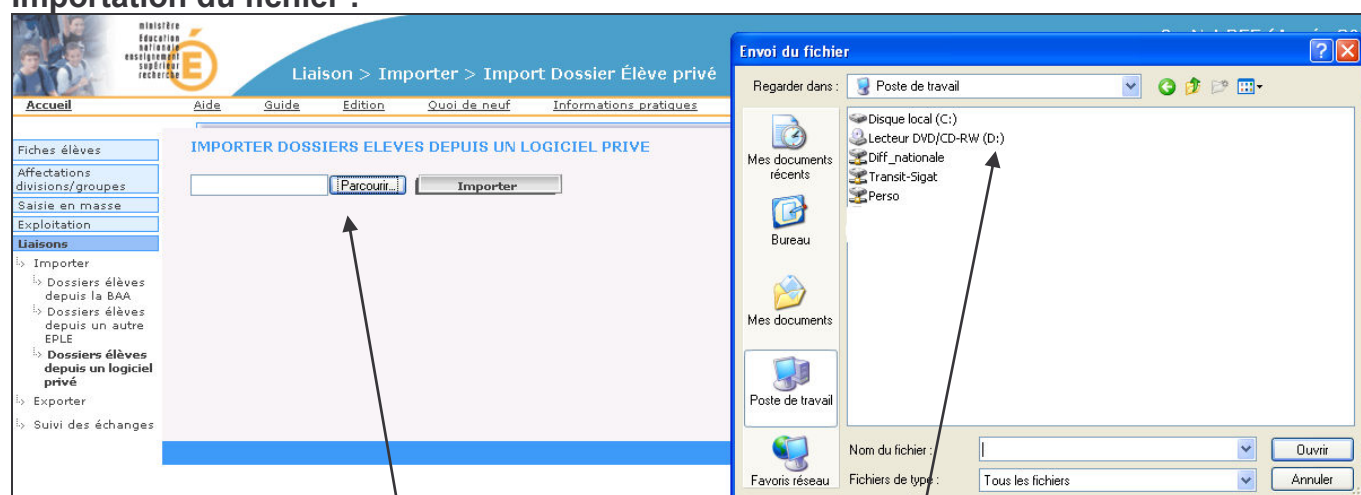 Importation du fichier :
ministère
éducation
nationale
enseignement
supérieur
recherche
Liaison > Importer > Import Dossier Élève privé
Accueil
Aide
Guide
Edition
Quoi de neuf
Informations pratiques
Fiches élèves
Affectations
divisions/groupes
Saisie en masse
Exploitation
Liaisons
Importer
Dossiers élèves
depuis la BAA
Dossiers élèves
depuis un autre
EPLE
Dossiers élèves
depuis un logiciel
privé
Exporter
Suivi des échanges
IMPORTER DOSSIERS ELEVES DEPUIS UN LOGICIEL PRIVE
Parcourir...
Importer
Envoi du fichier
Regarder dans :
Poste de travail
Mes documents
récents
Bureau
Mes documents
Poste de travail
Favoris réseau
Disque local (C:)
Lecteur DVD/CD-RW (D:)
Diff_nationale
Transit-Sigat
Perso
Nom du fichier :
Ouvrir
Fichiers de type :
Tous les fichiers
Annuler